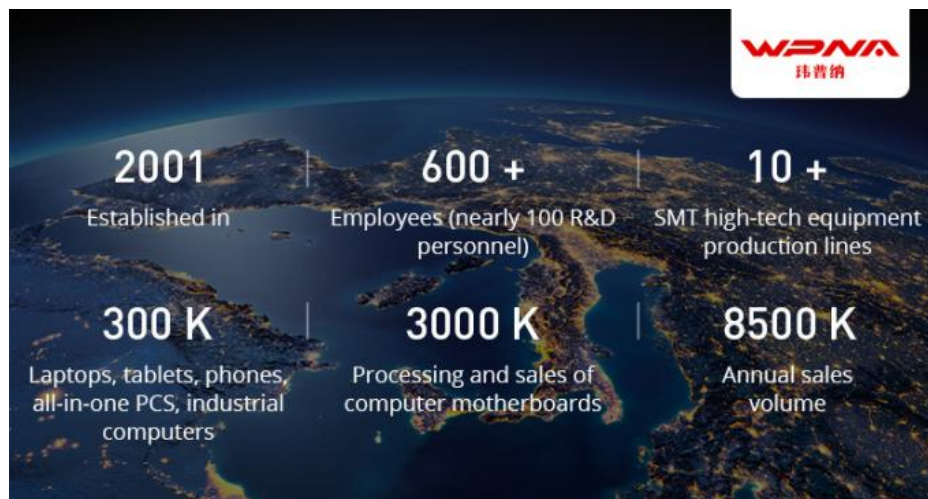 WPNA
玮普纳
2001
Established in
600 +
Employees (nearly 100 R&D
personnel)
10 +
SMT high-tech equipment
production lines
300 K
Laptops, tablets, phones,
all-in-one PCS, industrial
computers
3000 K
Processing and sales of
computer motherboards
8500 K
Annual sales
volume